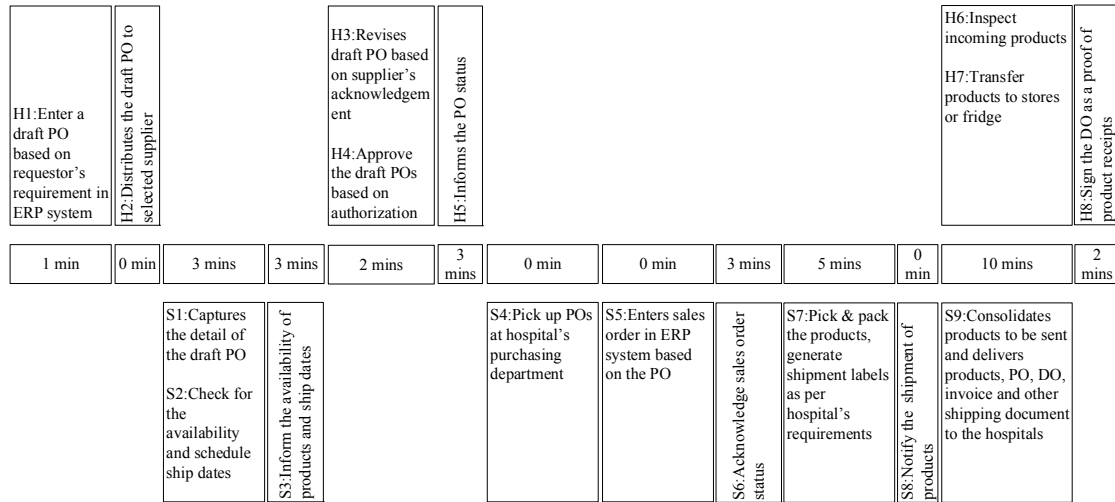 H1:Enter a
draft PO
based on
requestor's
requirement in
ERP system
H2:Distributes the draft PO to
selected supplier
H3:Revises
draft PO based
on supplier's
acknowledgem
ent
H4:Approve
the draft POs
based on
authorization
H5:Informs the PO status
H6:Inspect
incoming products
H7:Transfer
products to stores
or fridge
H8:Sign the DO as a proof of
product receipts
1 min
0 min
3 mins
3 mins
2 mins
3
mins
0 min
0 min
3 mins
5 mins
0
min
10 mins
2
mins
S1:Captures
the detail of
the draft PO
S2:Check for
the
availability
and schedule
ship dates
S3:Inform the availability of
products and ship dates
S4:Pick up POs
at hospital's
purchasing
department
S5:Enters sales
order in ERP
system based
on the PO
S6:Acknowledge sales order
status
S7:Pick & pack
the products,
generate
shipment labels
as per
hospital's
requirements
S8:Notify the shipment of
products
S9:Consolidates
products to be sent
and delivers
products, PO, DO,
invoice and other
shipping document
to the hospitals